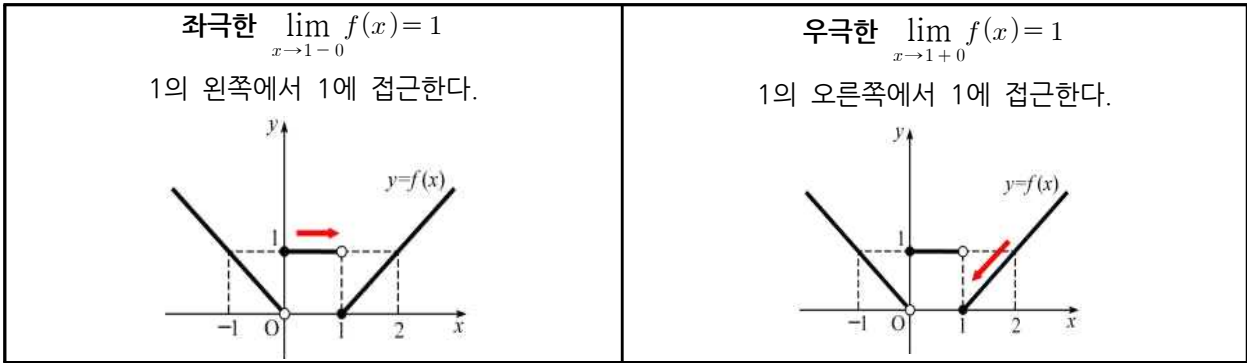 좌극한 lim f(x)=1
x→1-0
1의 왼쪽에서 1에 접근한다.
y
y=f(x)
1
-1 O 1 2 x
우극한 lim f(x)=1
x→1+0
1의 오른쪽에서 1에 접근한다.
y
y=f(x)
1
-1 O 1 2 x